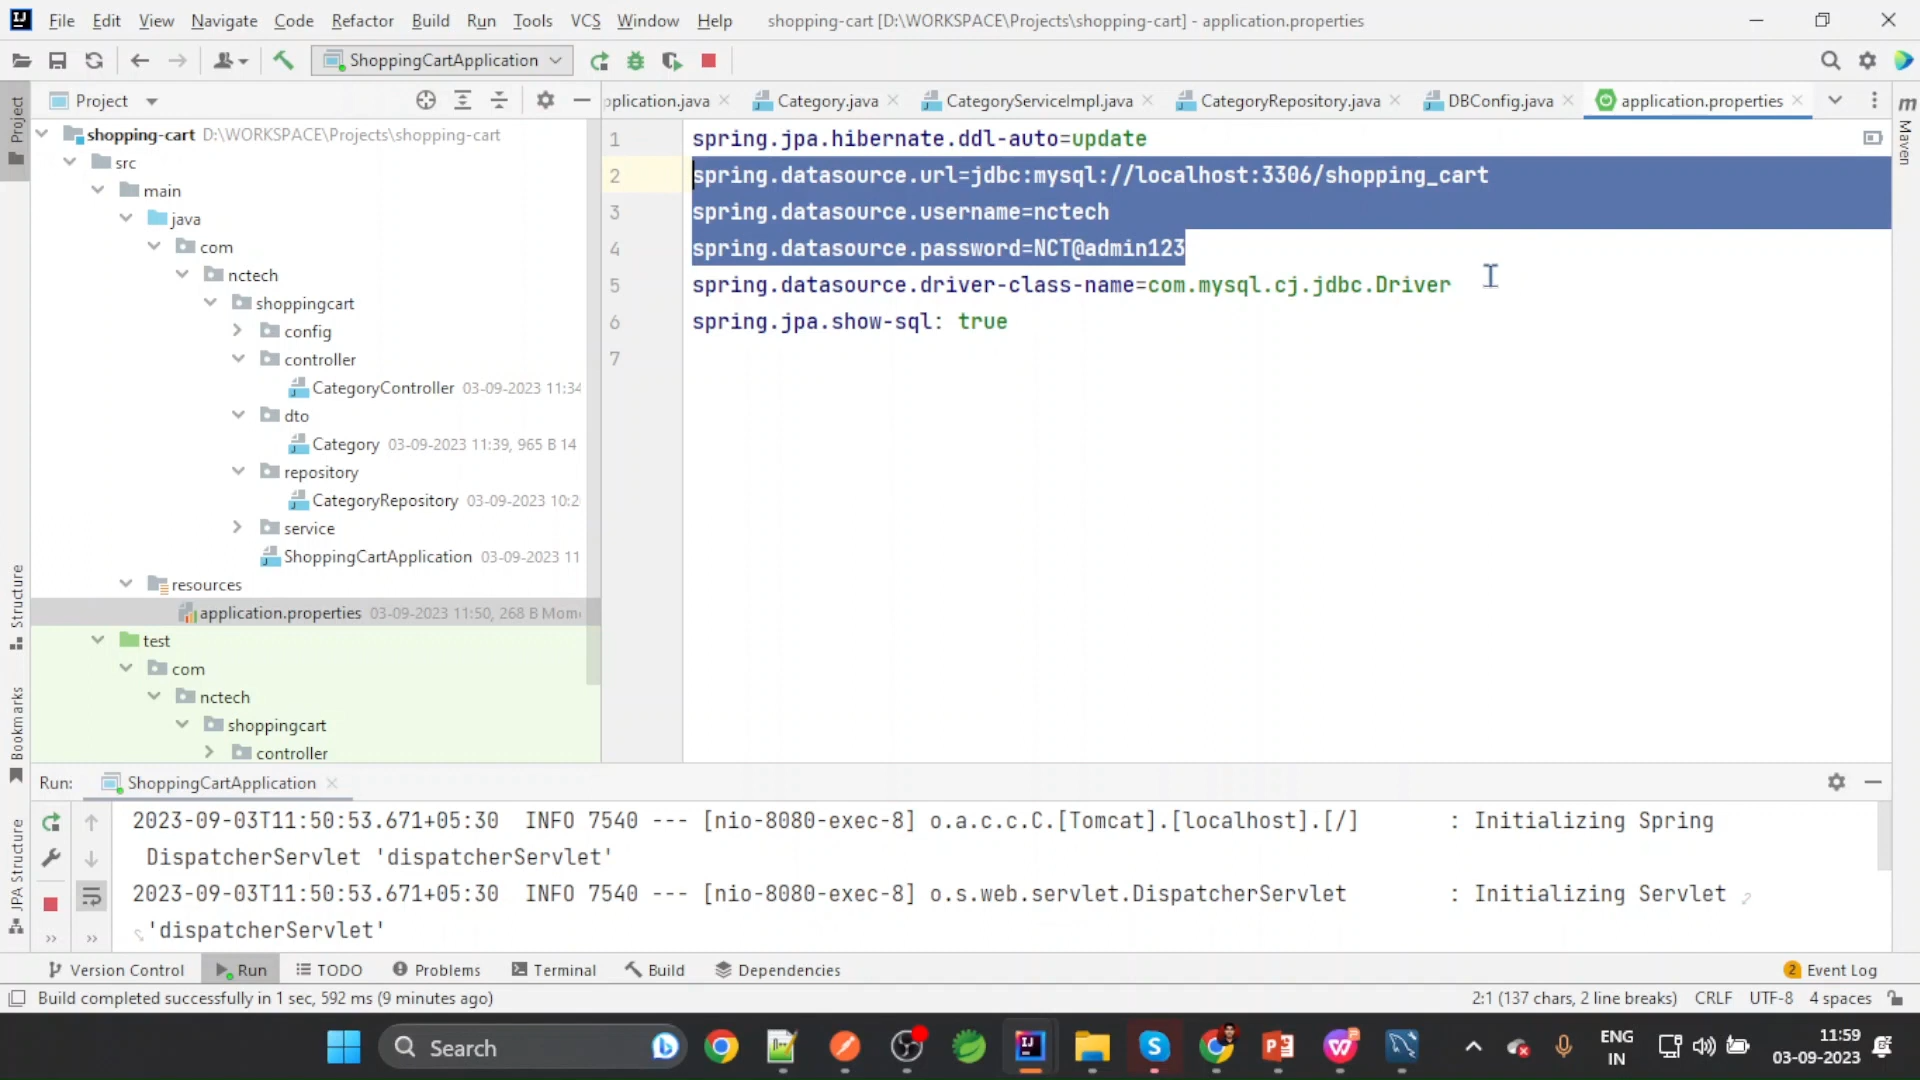 File Edit View Navigate Code Refactor Build Run Tools VCS Window Help shopping-cart [D:\WORKSPACE\Projects\shopping-cart] - application.properties
ShoppingCartApplication
Project
pplication.java Category.java CategoryServiceImpl.java CategoryRepository.java DBConfig.java application.properties
shopping-cart D:\WORKSPACE\Projects\shopping-cart
src
main
java
com
nctech
shoppingcart
config
controller
CategoryController 03-09-2023 11:34
dto
Category 03-09-2023 11:39, 965 B 14
repository
CategoryRepository 03-09-2023 10:2
service
ShoppingCartApplication 03-09-2023 11
resources
application.properties 03-09-2023 11:50, 268 B Mom
test
com
nctech
shoppingcart
controller
1 spring.jpa.hibernate.ddl-auto=update
2 spring.datasource.url=jdbc:mysql://localhost:3306/shopping_cart
3 spring.datasource.username=nctech
4 spring.datasource.password=NCT@admin123
5 spring.datasource.driver-class-name=com.mysql.cj.jdbc.Driver
6 spring.jpa.show-sql: true
7
Project
Structure
Bookmarks
JPA Structure
m Maven
Run: ShoppingCartApplication
2023-09-03T11:50:53.671+05:30 INFO 7540 --- [nio-8080-exec-8] o.a.c.c.C.[Tomcat].[localhost].[/] : Initializing Spring
DispatcherServlet 'dispatcherServlet'
2023-09-03T11:50:53.671+05:30 INFO 7540 --- [nio-8080-exec-8] o.s.web.servlet.DispatcherServlet : Initializing Servlet
'dispatcherServlet'
Version Control Run TODO Problems Terminal Build Dependencies 2 Event Log
Build completed successfully in 1 sec, 592 ms (9 minutes ago) 2:1 (137 chars, 2 line breaks) CRLF UTF-8 4 spaces
Search
ENG
IN
11:59
03-09-2023